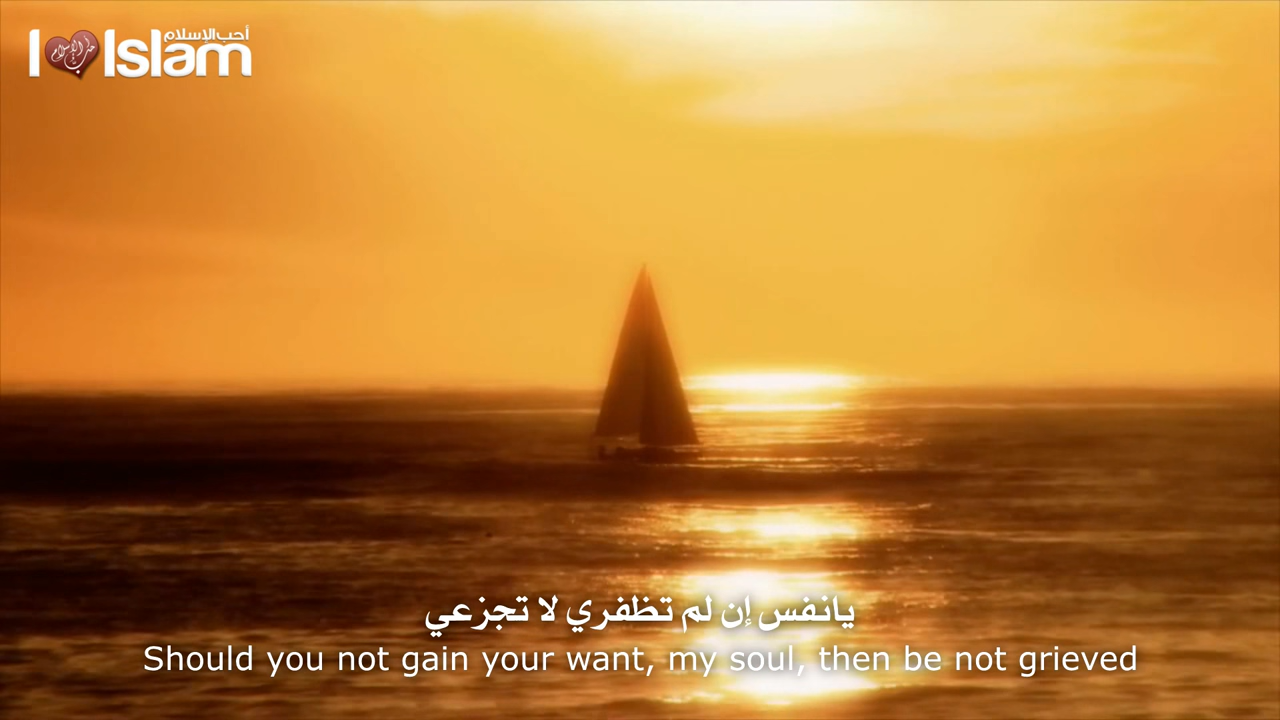 أحب الإسلام
I Islam
يانفس إن لم تظفري لا تجزعي
Should you not gain your want, my soul, then be not grieved